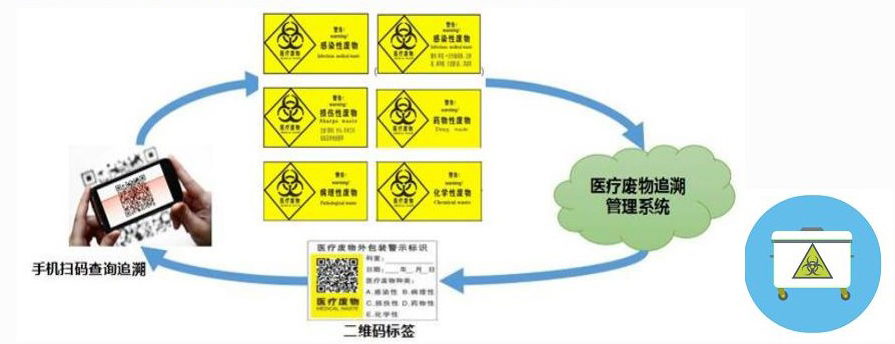 警告:
warning!
感染性废物
Infectious medical waste
医疗废物
警告:
warning!
感染性废物
Infectious medical waste
医疗废物
警告:
warning!
损伤性废物
Sharps waste
医疗废物
警告:
warning!
药物性废物
Drug waste
医疗废物
警告:
warning!
病理性废物
Pathological waste
医疗废物
警告:
warning!
化学性废物
Chemical waste
医疗废物
医疗废物追溯
管理系统
手机扫码查询追溯
医疗废物外包装警示标识
科室:
日期:___年_月_日
医疗废物种类:
A.感染性 B.病理性
C.损伤性 D.药物性
E.化学性
医疗废物
MEDICAL WASTE
二维码标签